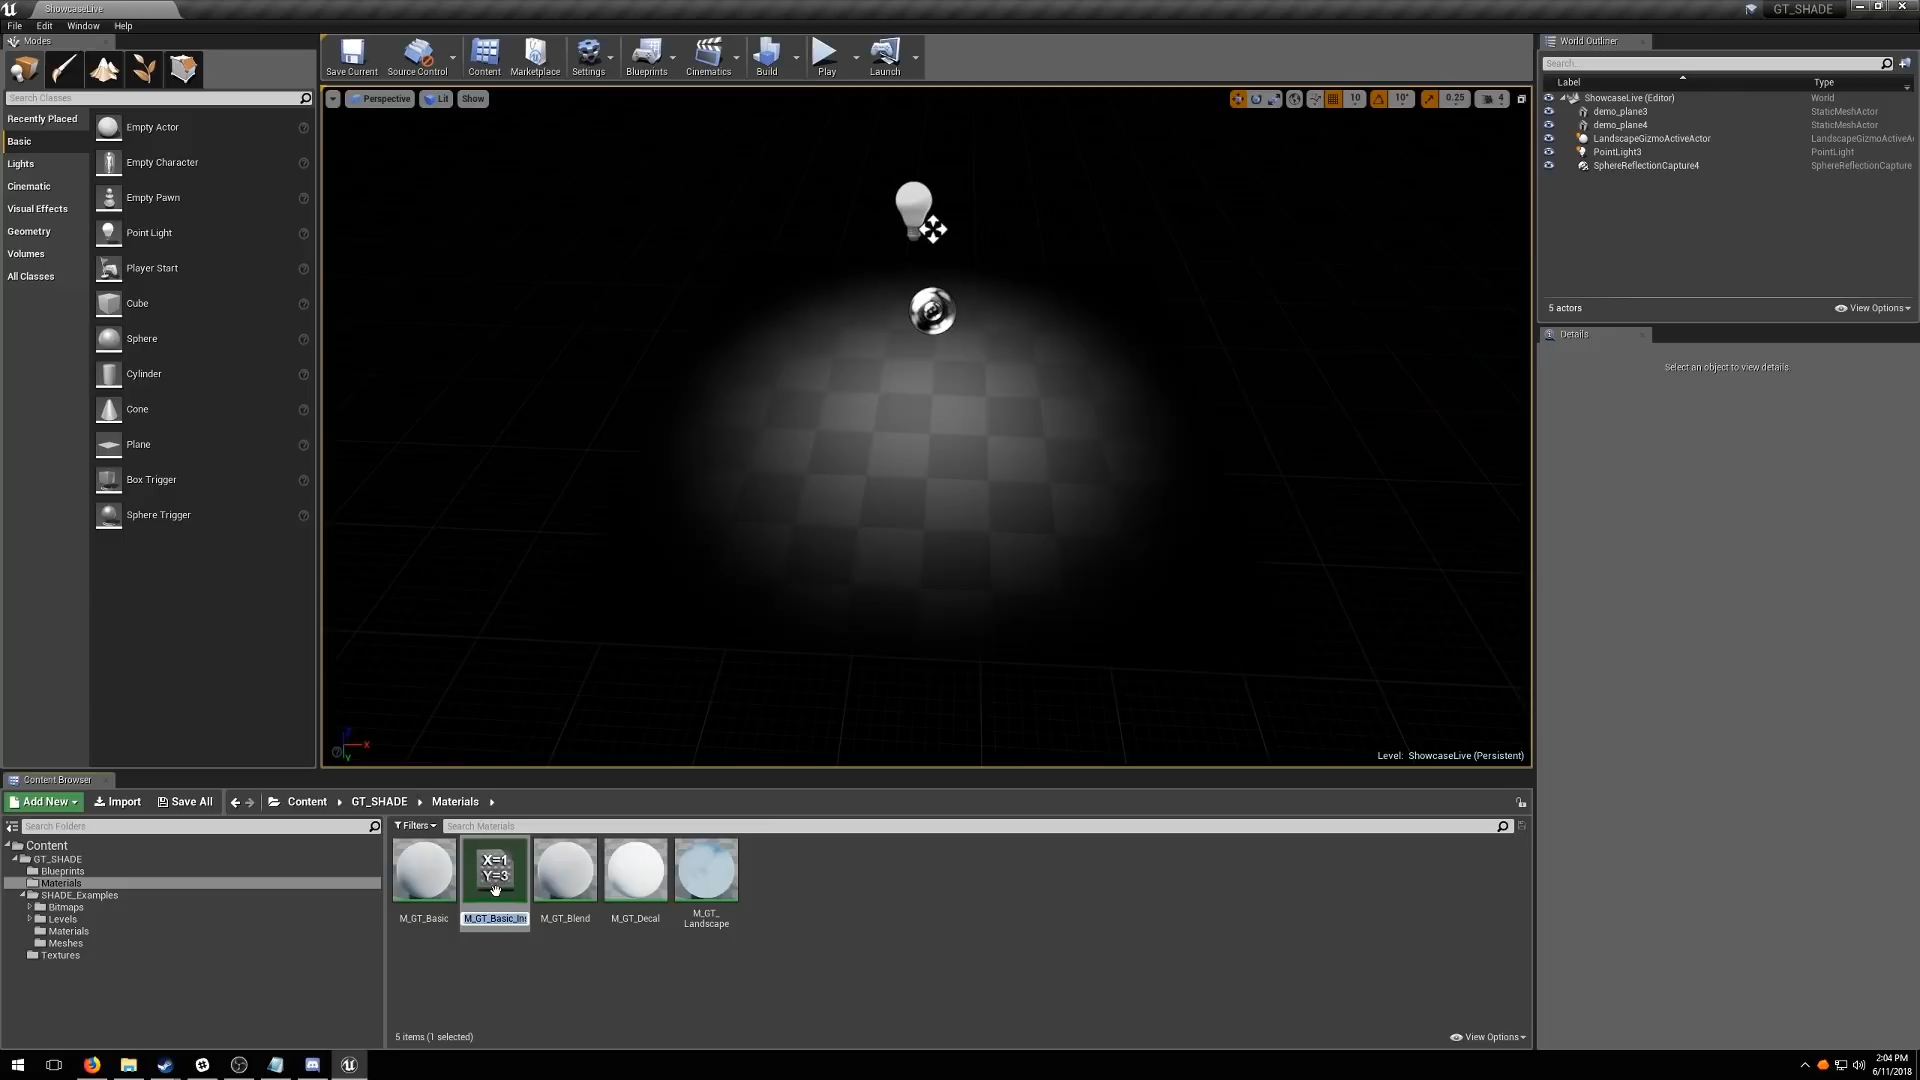 ShowcaseLive
GT_SHADE
File Edit Window Help
Modes
Search Classes
Recently Placed
Basic
Lights
Cinematic
Visual Effects
Geometry
Volumes
All Classes
Empty Actor
Empty Character
Empty Pawn
Point Light
Player Start
Cube
Sphere
Cylinder
Cone
Plane
Box Trigger
Sphere Trigger
Save Current Source Control Content Marketplace Settings Blueprints Cinematics Build Play Launch
Perspective Lit Show
10 10° 0.25 4
X
Y
Z
Level: ShowcaseLive (Persistent)
World Outliner
Search...
Label Type
ShowcaseLive (Editor) World
demo_plane3 StaticMeshActor
demo_plane4 StaticMeshActor
LandscapeGizmoActiveActor LandscapeGizmoActiveA
PointLight3 PointLight
SphereReflectionCapture4 SphereReflectionCapture
5 actors View Options
Details
Select an object to view details.
Content Browser
Add New Import Save All Content GT_SHADE Materials
Search Folders
Content
GT_SHADE
Blueprints
Materials
SHADE_Examples
Bitmaps
Levels
Materials
Meshes
Textures
Filters Search Materials
X=1
Y=3
M_GT_Basic M_GT_Basic_Ins M_GT_Blend M_GT_Decal M_GT_
Landscape
5 items (1 selected) View Options
2:04 PM
6/11/2018